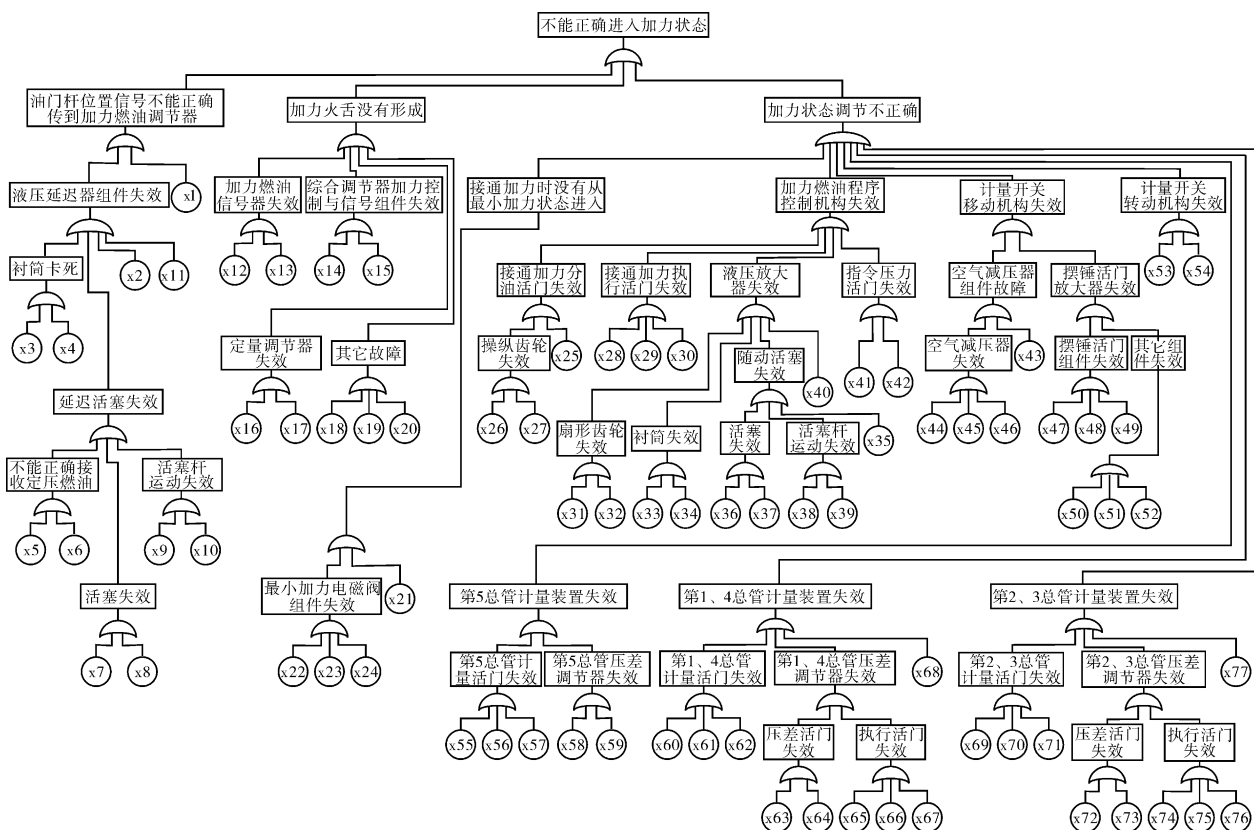 不能正确进入加力状态
油门杆位置信号不能正确
传到加力燃油调节器
加力火舌没有形成
加力状态调节不正确
液压延迟器组件失效
x1
加力燃油
信号器失效
综合调节器加力控
制与信号组件失效
接通加力时没有从
最小加力状态进入
加力燃油程序
控制机构失效
计量开关
移动机构失效
计量开关
转动机构失效
衬筒卡死
x2
x11
x12
x13
x14
x15
接通加力分
油活门失效
接通加力执
行活门失效
液压放大
器失效
指令压力
活门失效
空气减压器
组件故障
摆锤活门
放大器失效
x53
x54
x3
x4
定量调节器
失效
其它故障
操纵齿轮
失效
x25
x28
x29
x30
随动活塞
失效
x40
x41
x42
空气减压器
失效
x43
摆锤活门
组件失效
其它组
件失效
延迟活塞失效
x16
x17
x18
x19
x20
x26
x27
扇形齿轮
失效
衬筒失效
活塞
失效
活塞杆
运动失效
x35
x44
x45
x46
x47
x48
x49
不能正确接
收定压燃油
活塞杆
运动失效
x31
x32
x33
x34
x36
x37
x38
x39
x50
x51
x52
x5
x6
x9
x10
活塞失效
最小加力电磁阀
组件失效
x21
第5总管计量装置失效
第1、4总管计量装置失效
第2、3总管计量装置失效
x7
x8
x22
x23
x24
第5总管计
量活门失效
第5总管压差
调节器失效
第1、4总管
计量活门失效
第1、4总管压差
调节器失效
x68
第2、3总管
计量活门失效
第2、3总管压差
调节器失效
x77
x55
x56
x57
x58
x59
x60
x61
x62
压差活门
失效
执行活门
失效
x69
x70
x71
压差活门
失效
执行活门
失效
x63
x64
x65
x66
x67
x72
x73
x74
x75
x76